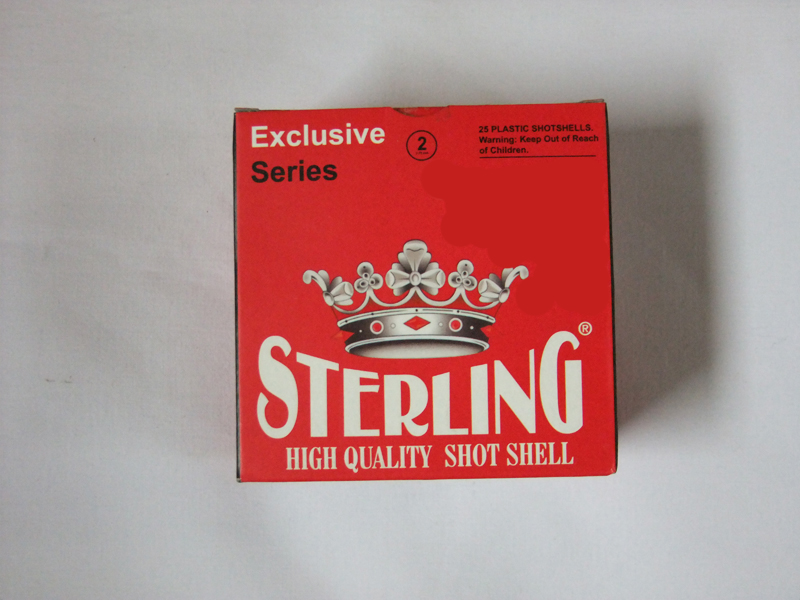 Exclusive
Series
2
25 PLASTIC SHOTSHELLS.
Warning: Keep Out of Reach
of Children.
STERLING®
HIGH QUALITY SHOT SHELL